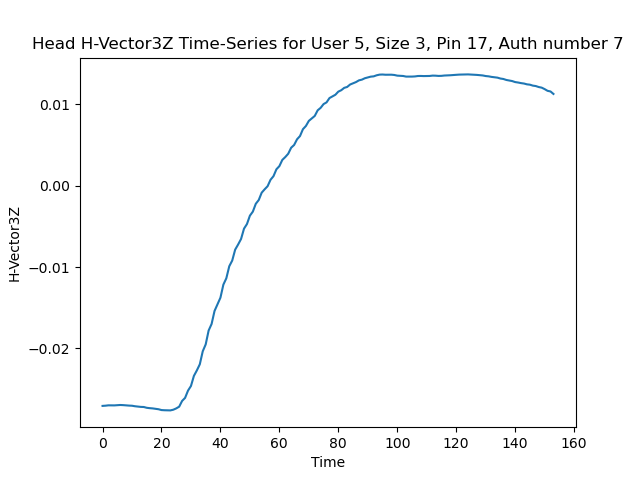 Head H-Vector3Z Time-Series for User 5, Size 3, Pin 17, Auth number 7
0.01
0.00
−0.01
−0.02
H-Vector3Z
0 20 40 60 80 100 120 140 160
Time